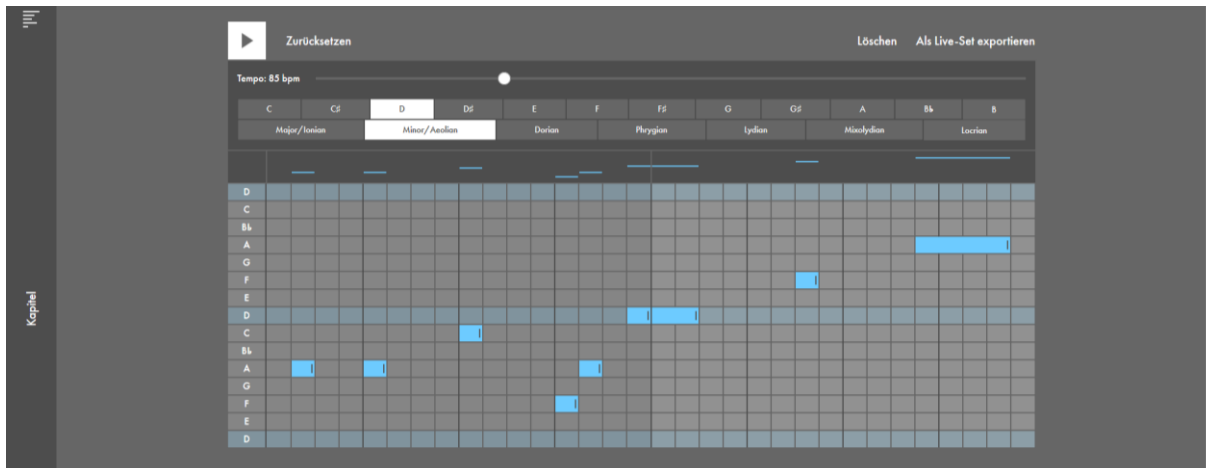 Zurücksetzen Löschen Als Live-Set exportieren
Tempo: 85 bpm
C C♯ D D♯ E F F♯ G G♯ A B♭ B
Major/Ionian Minor/Aeolian Dorian Phrygian Lydian Mixolydian Locrian
D
C
B♭
A
G
F
E
D
C
B♭
A
G
F
E
D
Kapitel